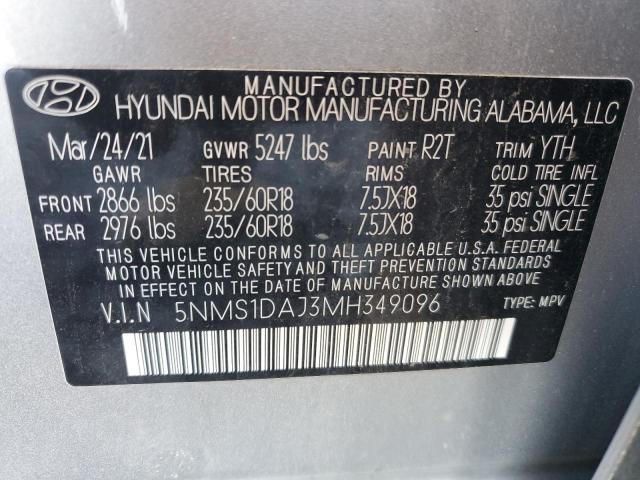 MANUFACTURED BY
HYUNDAI MOTOR MANUFACTURING ALABAMA, LLC
Mar/24/21 GVWR 5247 lbs PAINT R2T TRIM YTH
GAWR TIRES RIMS COLD TIRE INFL
FRONT 2866 lbs 235/60R18 7.5JX18 35 psi SINGLE
REAR 2976 lbs 235/60R18 7.5JX18 35 psi SINGLE
THIS VEHICLE CONFORMS TO ALL APPLICABLE U.S.A. FEDERAL
MOTOR VEHICLE SAFETY AND THEFT PREVENTION STANDARDS
IN EFFECT ON THE DATE OF MANUFACTURE SHOWN ABOVE.
V.I.N 5NMS1DAJ3MH349096 TYPE: MPV